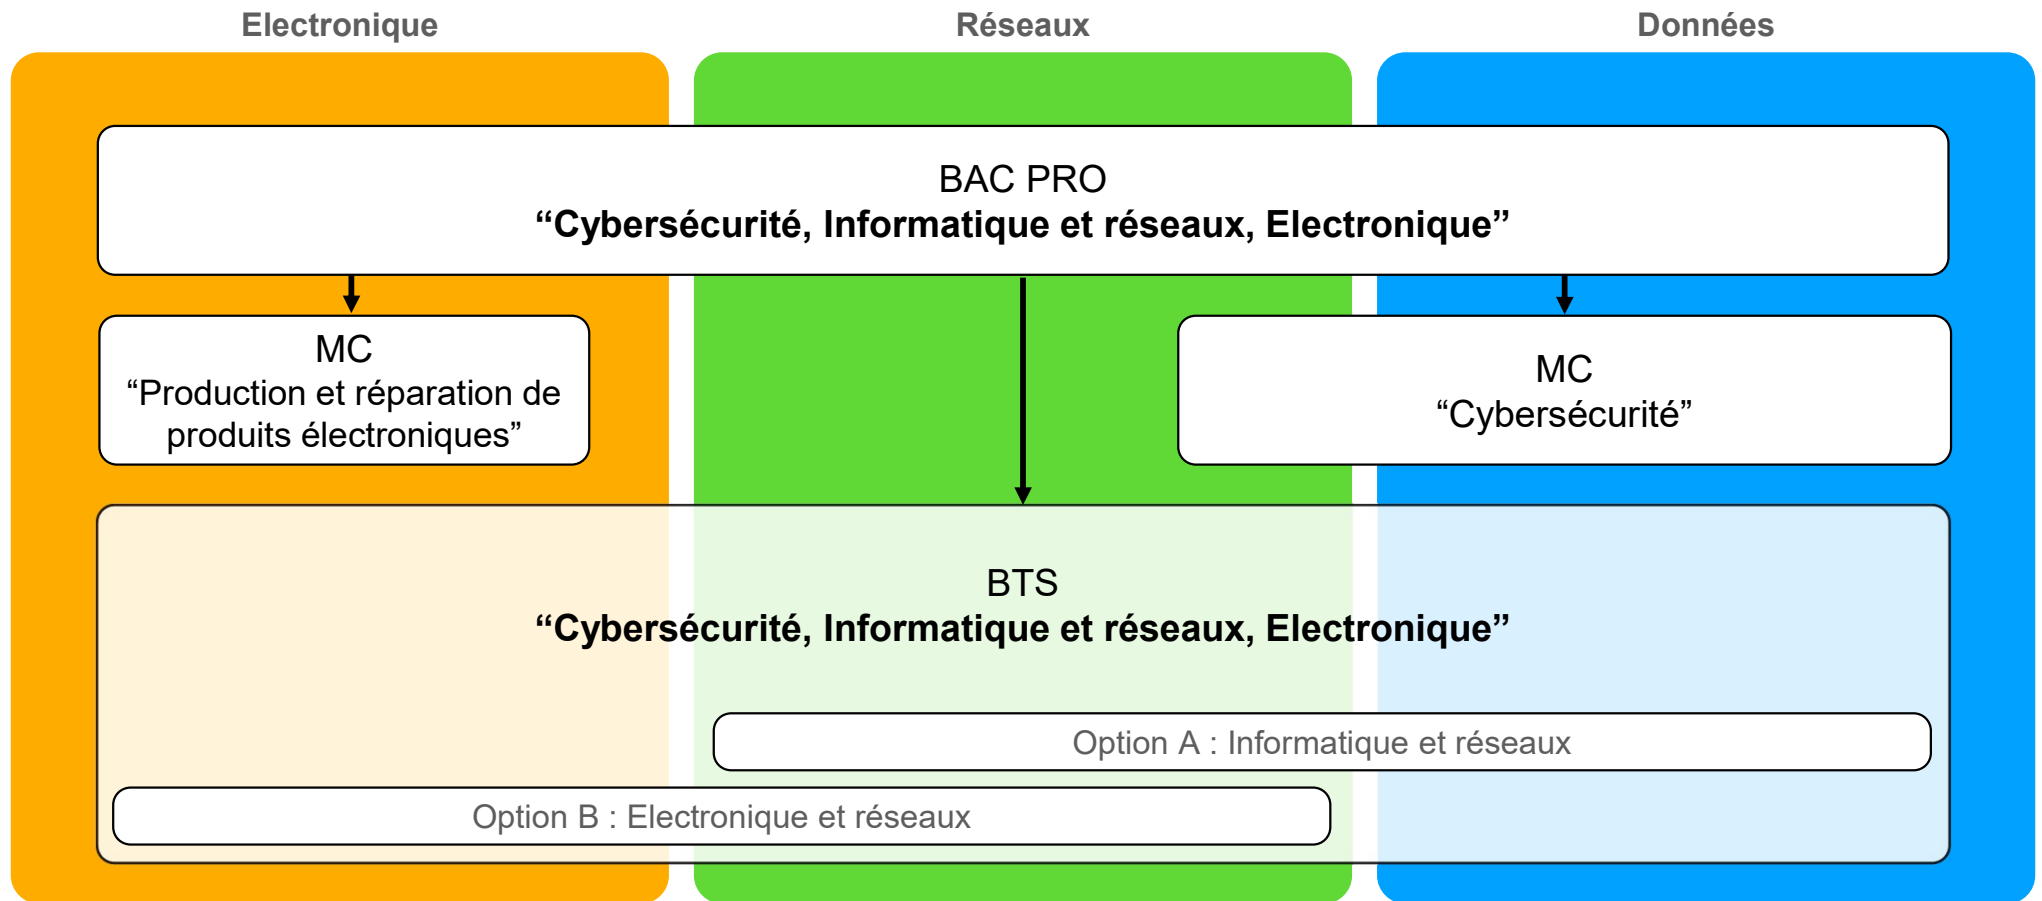 Electronique
Réseaux
Données
BAC PRO
“Cybersécurité, Informatique et réseaux, Electronique”
MC
“Production et réparation de
produits électroniques”
MC
“Cybersécurité”
BTS
“Cybersécurité, Informatique et réseaux, Electronique”
Option A : Informatique et réseaux
Option B : Electronique et réseaux